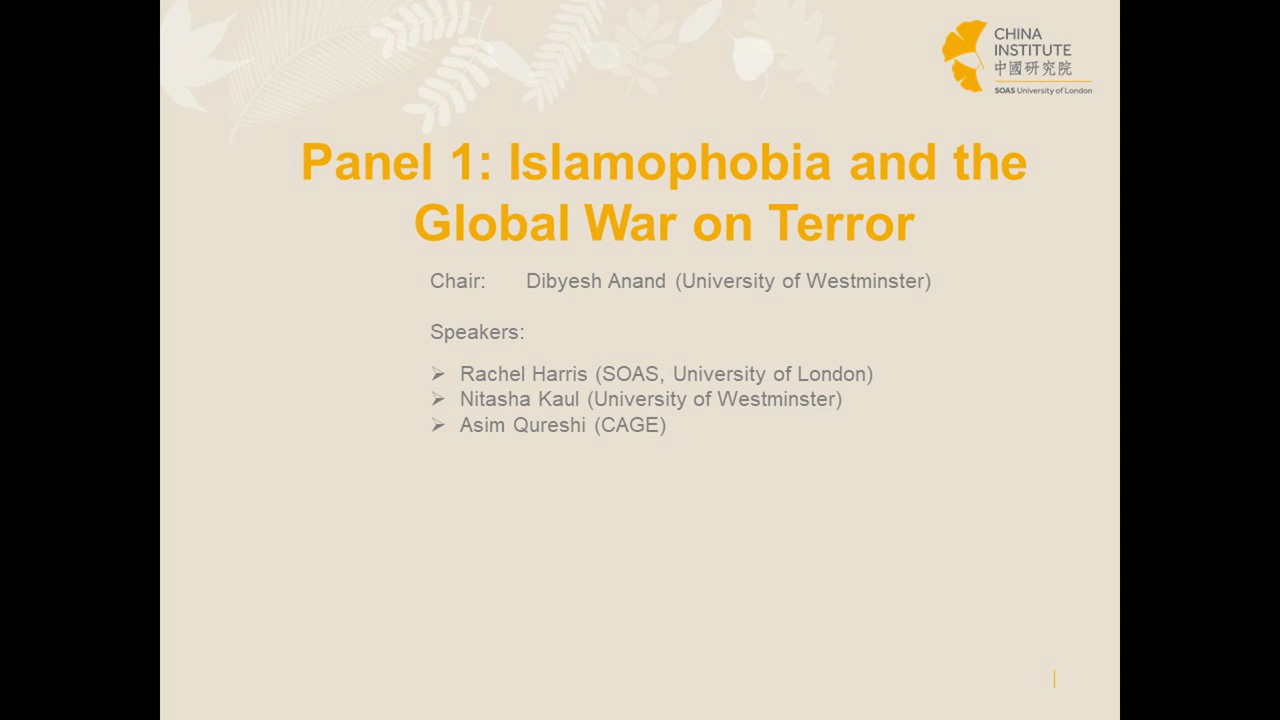 CHINA
INSTITUTE
中國研究院
SOAS University of London
Panel 1: Islamophobia and the
Global War on Terror
Chair: Dibyesh Anand (University of Westminster)
Speakers:
➢ Rachel Harris (SOAS, University of London)
➢ Nitasha Kaul (University of Westminster)
➢ Asim Qureshi (CAGE)